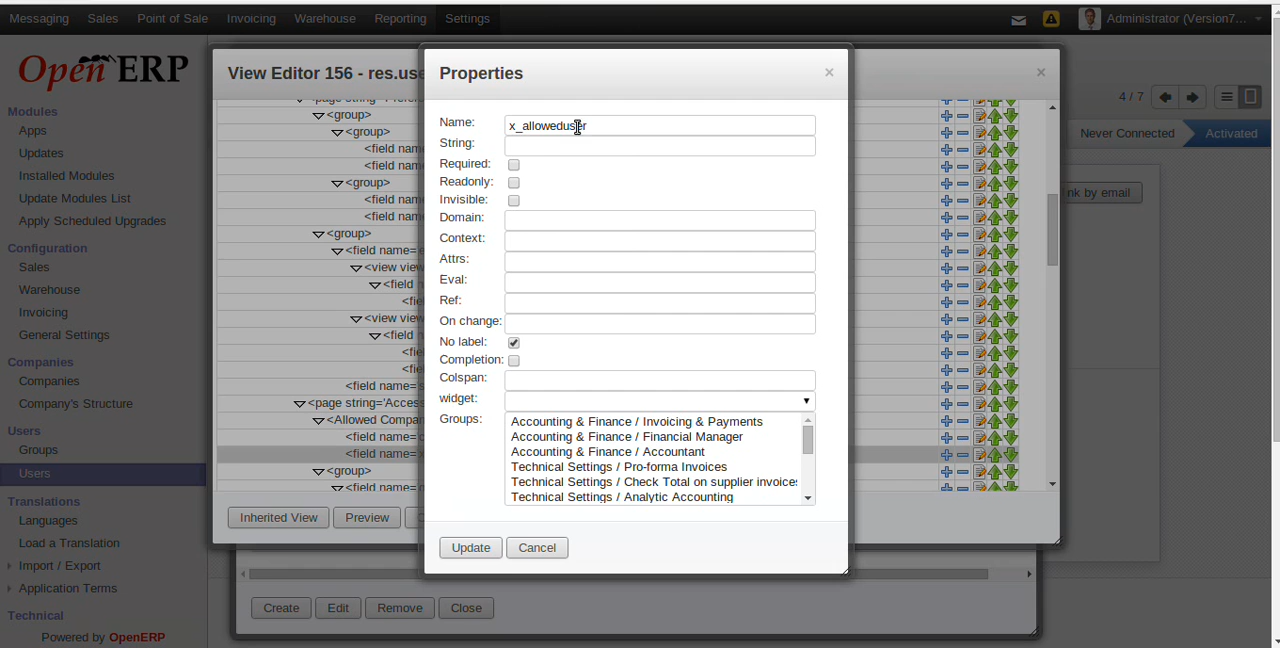 Messaging Sales Point of Sale Invoicing Warehouse Reporting Settings Administrator (Version7...
OpenERP
Modules
Apps
Updates
Installed Modules
Update Modules List
Apply Scheduled Upgrades
Configuration
Sales
Warehouse
Invoicing
General Settings
Companies
Companies
Company's Structure
Users
Groups
Users
Translations
Languages
Load a Translation
Import / Export
Application Terms
Technical
Powered by OpenERP
View Editor 156 - res.use
<group>
<group>
<field nam
<field nam
<group>
<field nam
<field nam
<group>
<field name=
<view view
<field n
<fie
<view view
<field n
<fie
<fie
<field name=
<page string='Acces
<Allowed Compa
<field name=
<field name=
<group>
<field name=
Inherited View Preview
Create Edit Remove Close
Properties
Name: x_alloweduser
String:
Required:
Readonly:
Invisible:
Domain:
Context:
Attrs:
Eval:
Ref:
On change:
No label:
Completion:
Colspan:
widget:
Groups:
Accounting & Finance / Invoicing & Payments
Accounting & Finance / Financial Manager
Accounting & Finance / Accountant
Technical Settings / Pro-forma Invoices
Technical Settings / Check Total on supplier invoices
Technical Settings / Analytic Accounting
Update Cancel
4 / 7
Never Connected Activated
nk by email